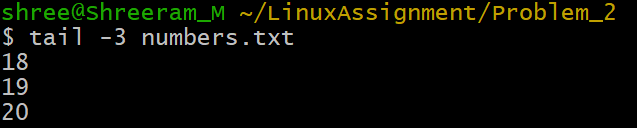 shree@Shreeram_M ~/LinuxAssignment/Problem_2
$ tail -3 numbers.txt
18
19
20